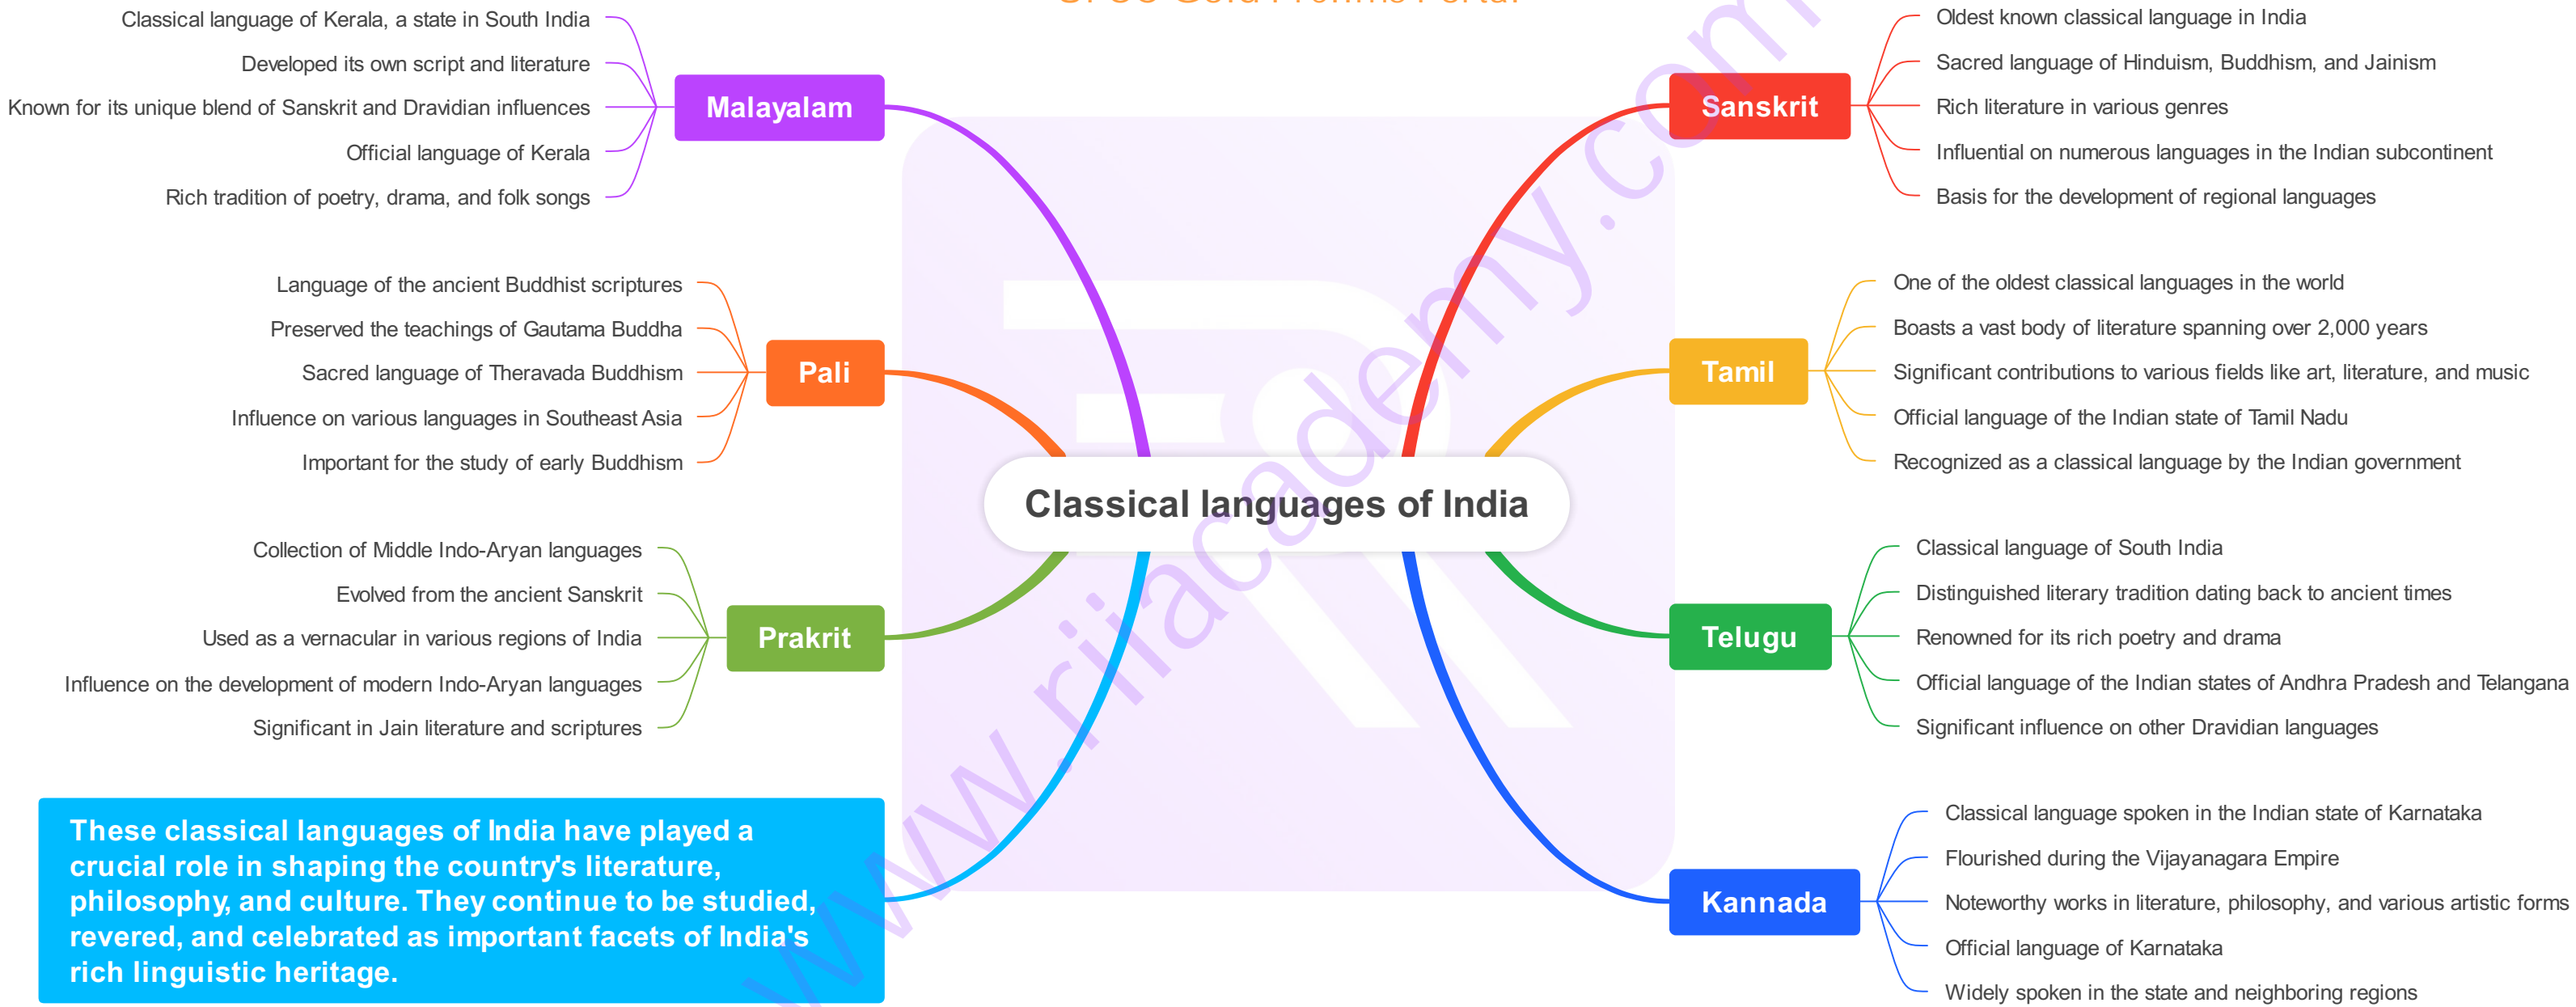 Classical languages of India
Sanskrit
Oldest known classical language in India
Sacred language of Hinduism, Buddhism, and Jainism
Rich literature in various genres
Influential on numerous languages in the Indian subcontinent
Basis for the development of regional languages
Tamil
One of the oldest classical languages in the world
Boasts a vast body of literature spanning over 2,000 years
Significant contributions to various fields like art, literature, and music
Official language of the Indian state of Tamil Nadu
Recognized as a classical language by the Indian government
Telugu
Classical language of South India
Distinguished literary tradition dating back to ancient times
Renowned for its rich poetry and drama
Official language of the Indian states of Andhra Pradesh and Telangana
Significant influence on other Dravidian languages
Kannada
Classical language spoken in the Indian state of Karnataka
Flourished during the Vijayanagara Empire
Noteworthy works in literature, philosophy, and various artistic forms
Official language of Karnataka
Widely spoken in the state and neighboring regions
Malayalam
Classical language of Kerala, a state in South India
Developed its own script and literature
Known for its unique blend of Sanskrit and Dravidian influences
Official language of Kerala
Rich tradition of poetry, drama, and folk songs
Pali
Language of the ancient Buddhist scriptures
Preserved the teachings of Gautama Buddha
Sacred language of Theravada Buddhism
Influence on various languages in Southeast Asia
Important for the study of early Buddhism
Prakrit
Collection of Middle Indo-Aryan languages
Evolved from the ancient Sanskrit
Used as a vernacular in various regions of India
Influence on the development of modern Indo-Aryan languages
Significant in Jain literature and scriptures
These classical languages of India have played a
crucial role in shaping the country's literature,
philosophy, and culture. They continue to be studied,
revered, and celebrated as important facets of India's
rich linguistic heritage.